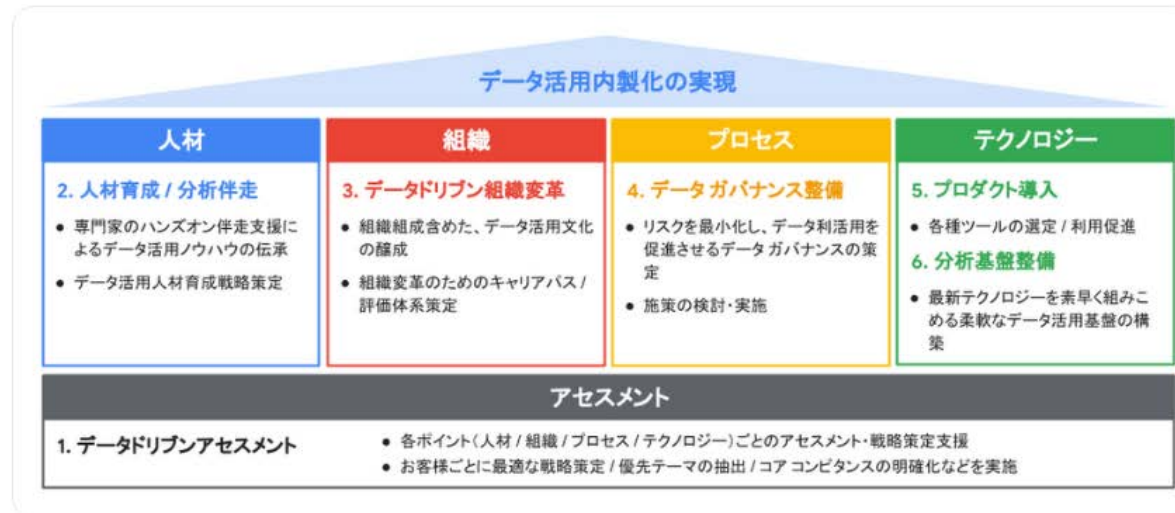 データ活用内製化の実現
人材
2. 人材育成 / 分析伴走
● 専門家のハンズオン伴走支援に
よるデータ活用ノウハウの伝承
● データ活用人材育成戦略策定
組織
3. データドリブン組織変革
● 組織組成含めた、データ活用文化
の醸成
● 組織変革のためのキャリアパス /
評価体系策定
プロセス
4. データ ガバナンス整備
● リスクを最小化し、データ利活用を
促進させるデータ ガバナンスの策
定
● 施策の検討・実施
テクノロジー
5. プロダクト導入
● 各種ツールの選定 / 利用促進
6. 分析基盤整備
● 最新テクノロジーを素早く組みこ
める柔軟なデータ活用基盤の構
築
アセスメント
1. データドリブンアセスメント
● 各ポイント(人材 / 組織 / プロセス / テクノロジー)ごとのアセスメント・戦略策定支援
● お客様ごとに最適な戦略策定 / 優先テーマの抽出 / コア コンピタンスの明確化などを実施